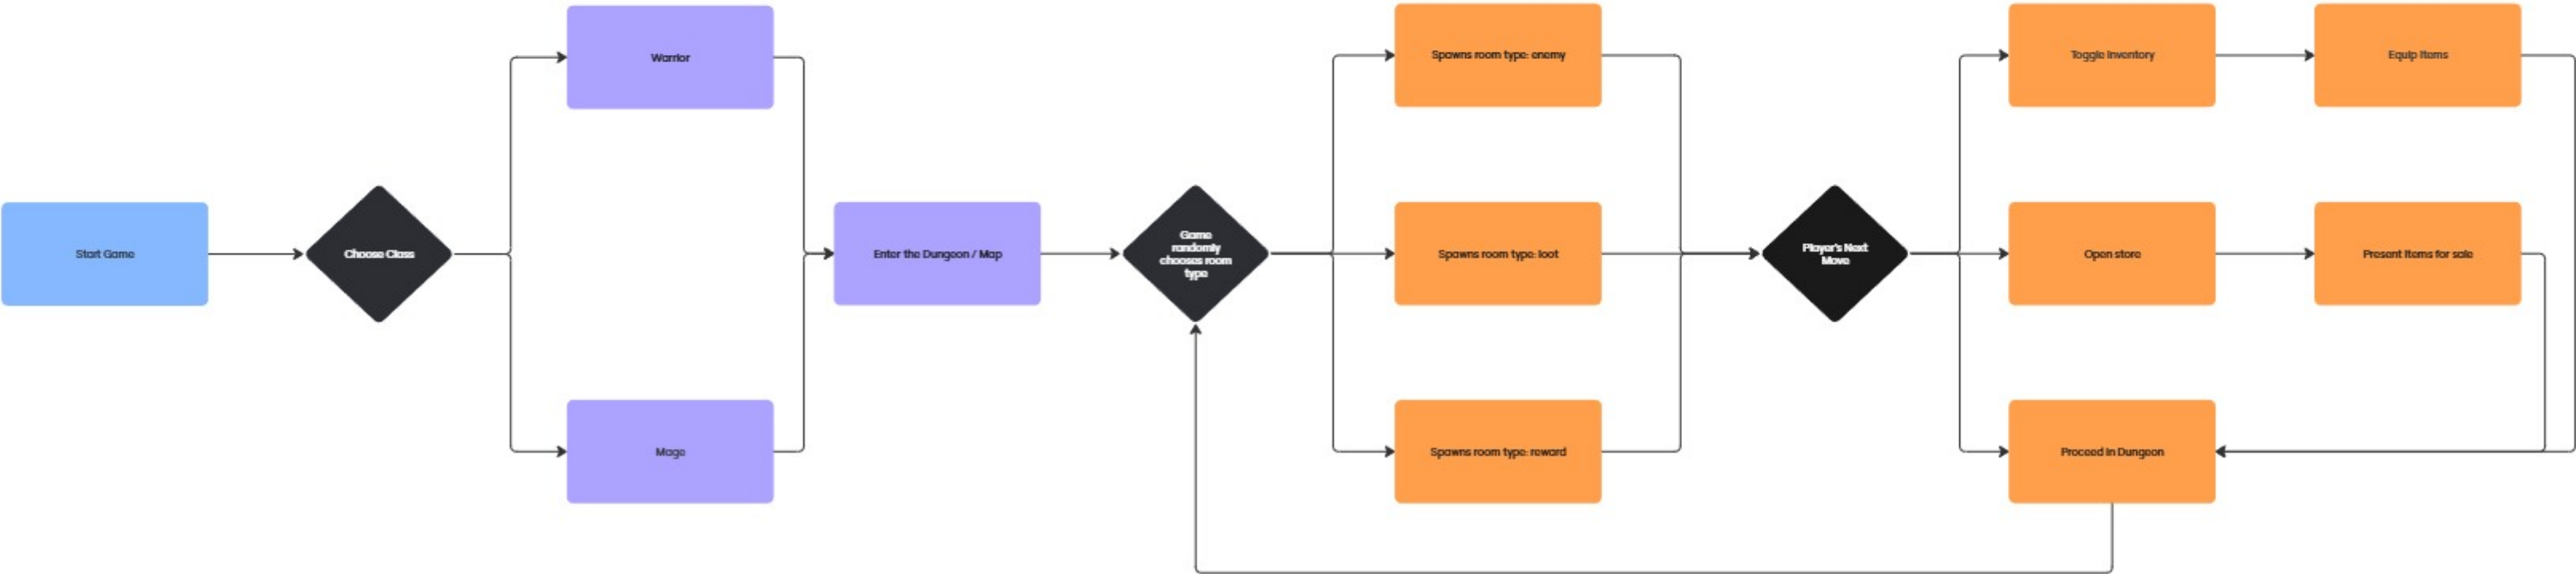 Start Game
Choose Class
Warrior
Mage
Enter the Dungeon / Map
Game
randomly
chooses room
type
Spawns room type: enemy
Spawns room type: loot
Spawns room type: reward
Player's Next
Move
Toggle Inventory
Equip Items
Open store
Present items for sale
Proceed in Dungeon